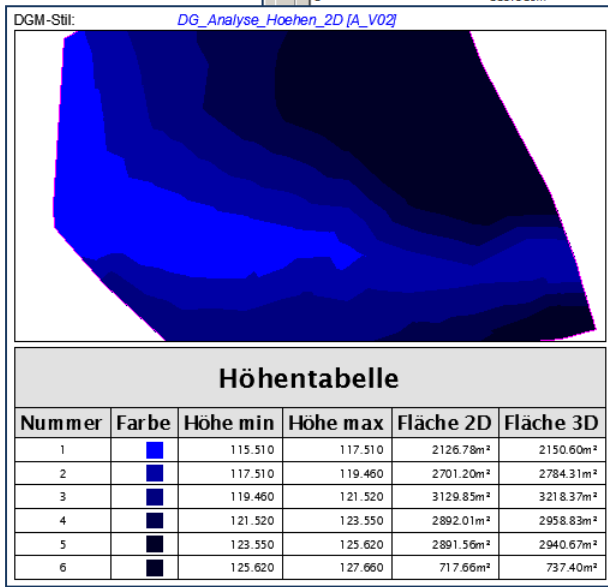 DGM-Stil: DG_Analyse_Hoehen_2D [A_V02]
Höhentabelle
Nummer Farbe Höhe min Höhe max Fläche 2D Fläche 3D
1 115.510 117.510 2126.78m² 2150.60m²
2 117.510 119.460 2701.20m² 2784.31m²
3 119.460 121.520 3129.85m² 3218.37m²
4 121.520 123.550 2892.01m² 2958.83m²
5 123.550 125.620 2891.56m² 2940.67m²
6 125.620 127.660 717.66m² 737.40m²